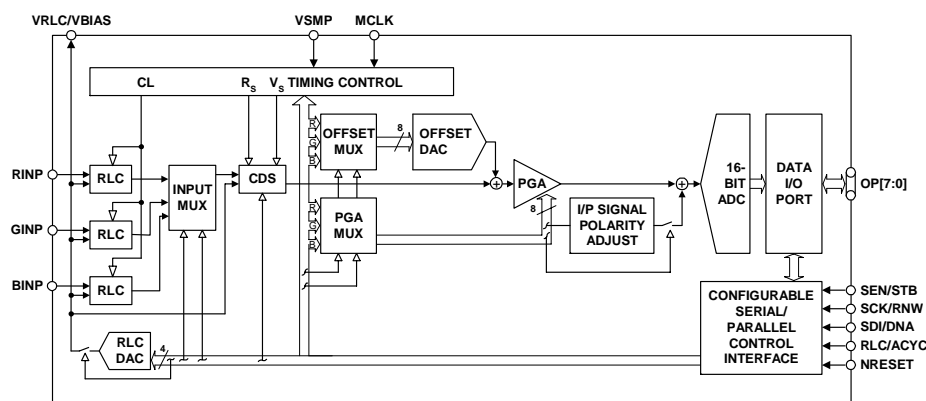 VRLC/VBIAS VSMP MCLK
CL RS VS TIMING CONTROL
R
G
B
OFFSET
MUX
8
OFFSET
DAC
RINP
RLC
INPUT
MUX
CDS
PGA
16-
BIT
ADC
DATA
I/O
PORT
OP[7:0]
GINP
RLC
R
G
B
PGA
MUX
8
I/P SIGNAL
POLARITY
ADJUST
BINP
RLC
CONFIGURABLE
SERIAL/
PARALLEL
CONTROL
INTERFACE
SEN/STB
SCK/RNW
SDI/DNA
RLC/ACYC
NRESET
RLC
DAC
4